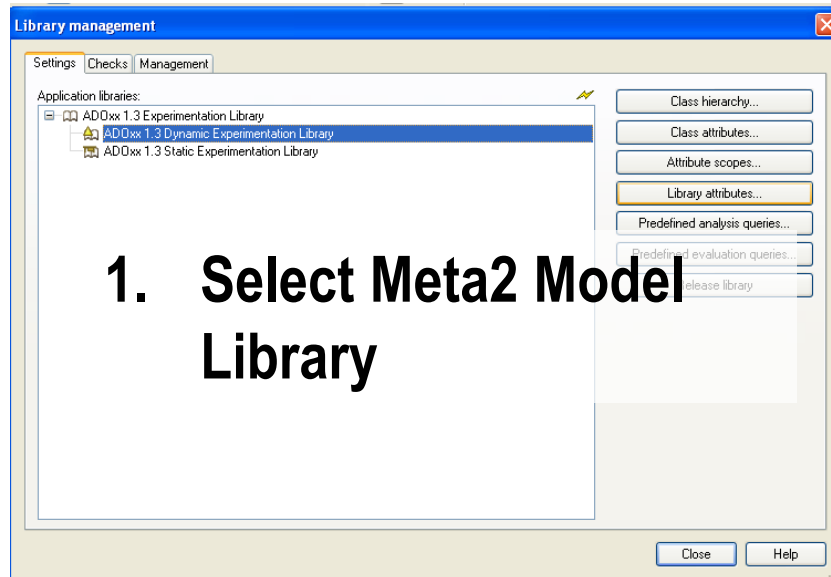 Library management
Settings Checks Management
Application libraries:
ADOxx 1.3 Experimentation Library
ADOxx 1.3 Dynamic Experimentation Library
ADOxx 1.3 Static Experimentation Library
Class hierarchy...
Class attributes...
Attribute scopes...
Library attributes...
Predefined analysis queries...
Predefined evaluation queries...
Release library
1. Select Meta2 Model
Library
Close Help